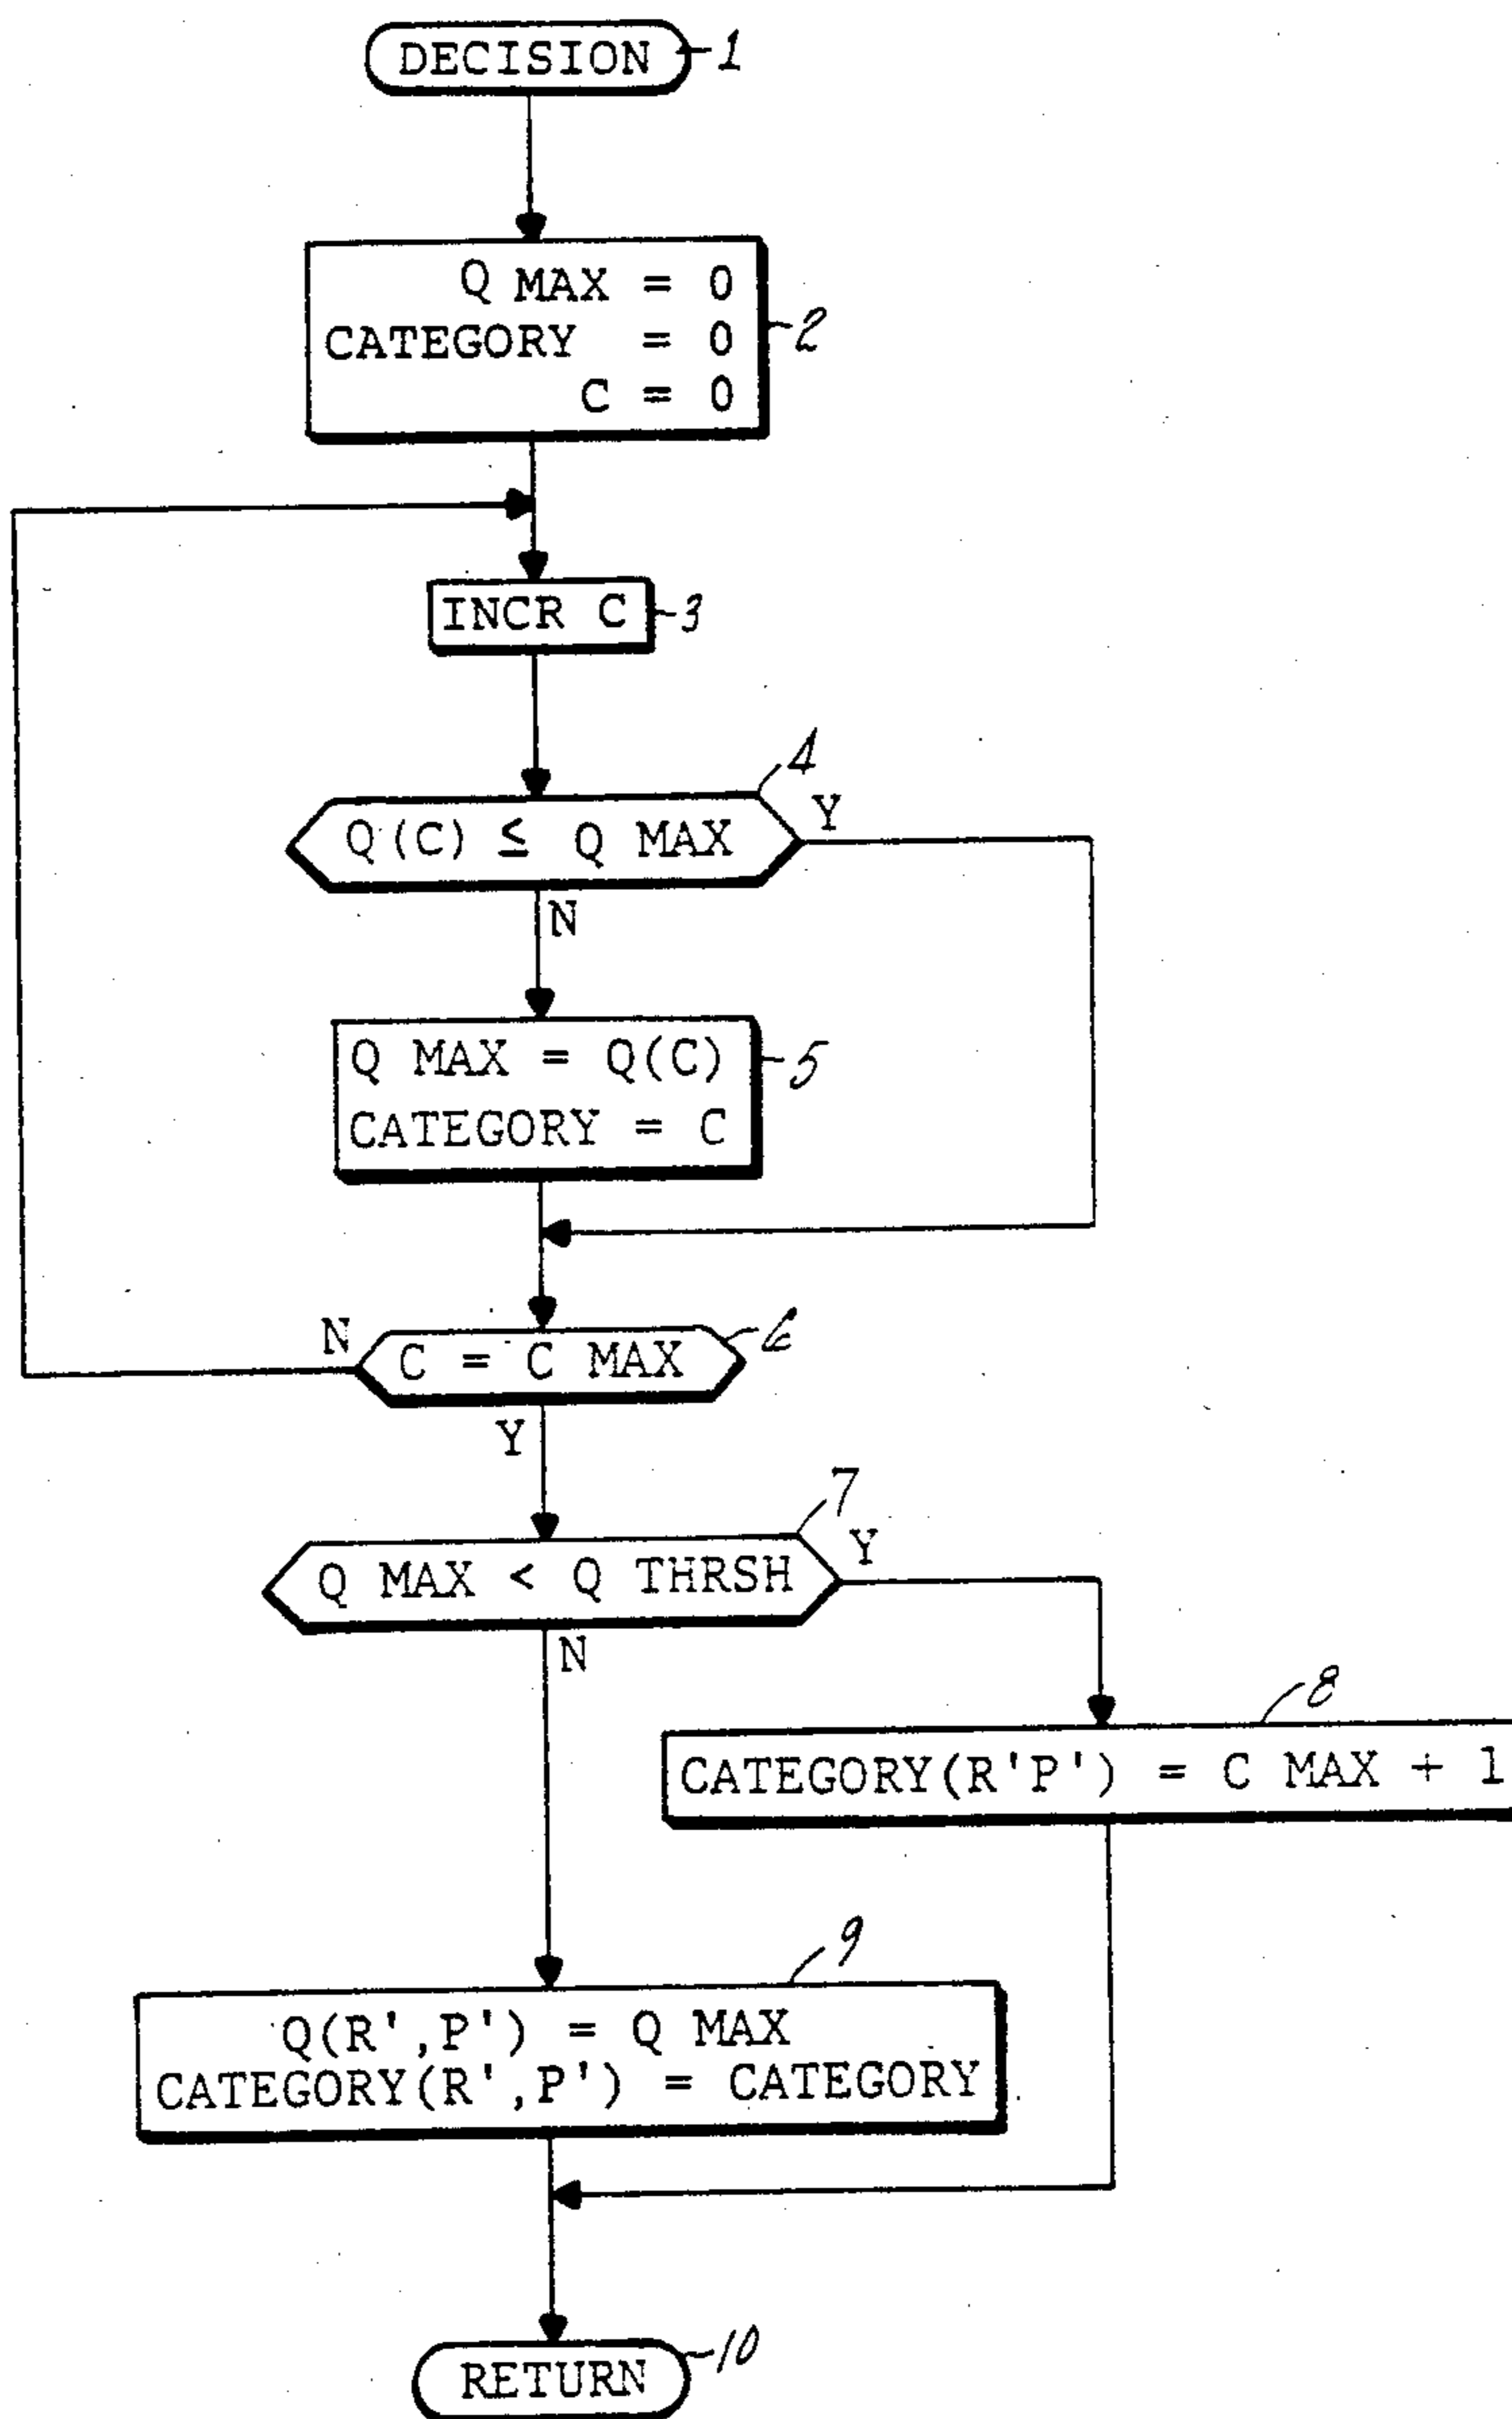 DECISION 1
Q MAX = 0
CATEGORY = 0
C = 0
2
INCR C 3
4
Q(C) ≤ Q MAX Y
N
Q MAX = Q(C)
CATEGORY = C
5
N C = C MAX 6
Y
7
Q MAX < Q THRSH Y
N
8
CATEGORY(R'P') = C MAX + 1
9
Q(R',P') = Q MAX
CATEGORY(R',P') = CATEGORY
RETURN 10